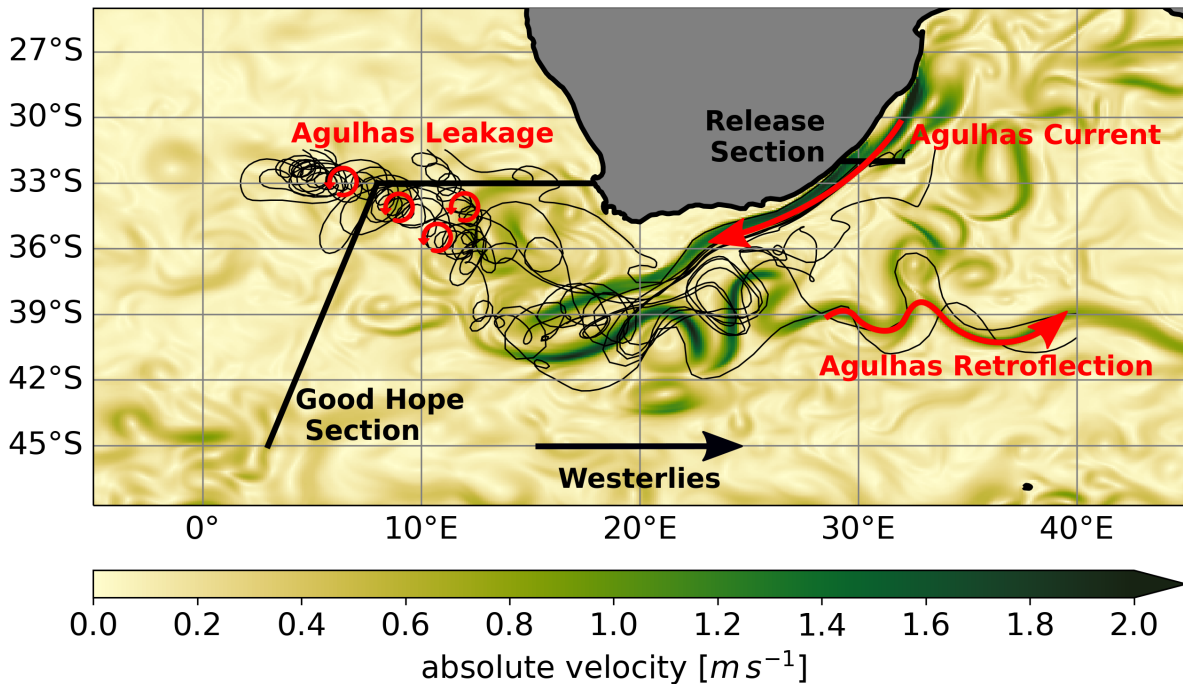 27°S
30°S
33°S
36°S
39°S
42°S
45°S
Release
Section
Agulhas Current
Agulhas Leakage
Agulhas Retroflection
Good Hope
Section
Westerlies
0°
10°E
20°E
30°E
40°E
0.0
0.2
0.4
0.6
0.8
1.0
1.2
1.4
1.6
1.8
2.0
absolute velocity [m s⁻¹]